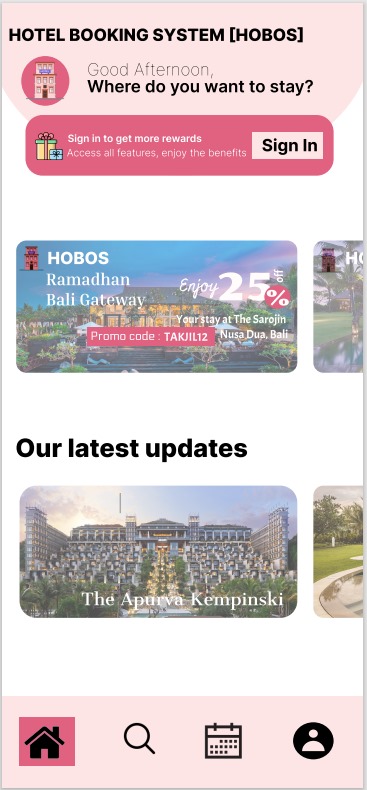 HOTEL BOOKING SYSTEM [HOBOS]
Good Afternoon,
Where do you want to stay?
Sign in to get more rewards
Access all features, enjoy the benefits
Sign In
HOBOS
Ramadhan
Bali Gateway
Enjoy 25% off
Your stay at The Sarojin
Nusa Dua, Bali
Promo code : TAKJIL12
Our latest updates
The Apurva Kempinski